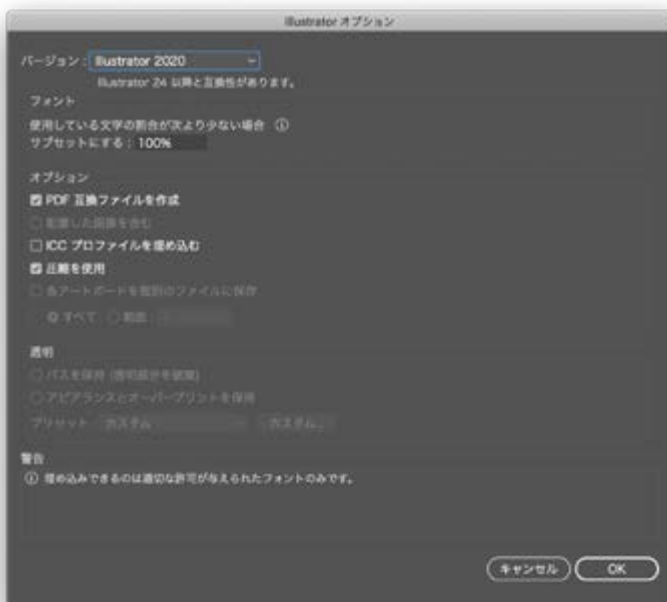 Illustrator オプション
バージョン： Illustrator 2020
Illustrator 24 以降と互換性があります。
フォント
使用している文字の割合が次より少ない場合 ⓘ
サブセットにする： 100%
オプション
PDF 互換ファイルを作成
配置した画像を含む
ICC プロファイルを埋め込む
圧縮を使用
各アートボードを個別のファイルに保存
すべて 範囲：
透明
パスを保持 (透明部分を破棄)
アピアランスとオーバープリントを保持
プリセット： カスタム カスタム...
警告
ⓘ 埋め込みできるのは適切な許可が与えられたフォントのみです。
キャンセル OK